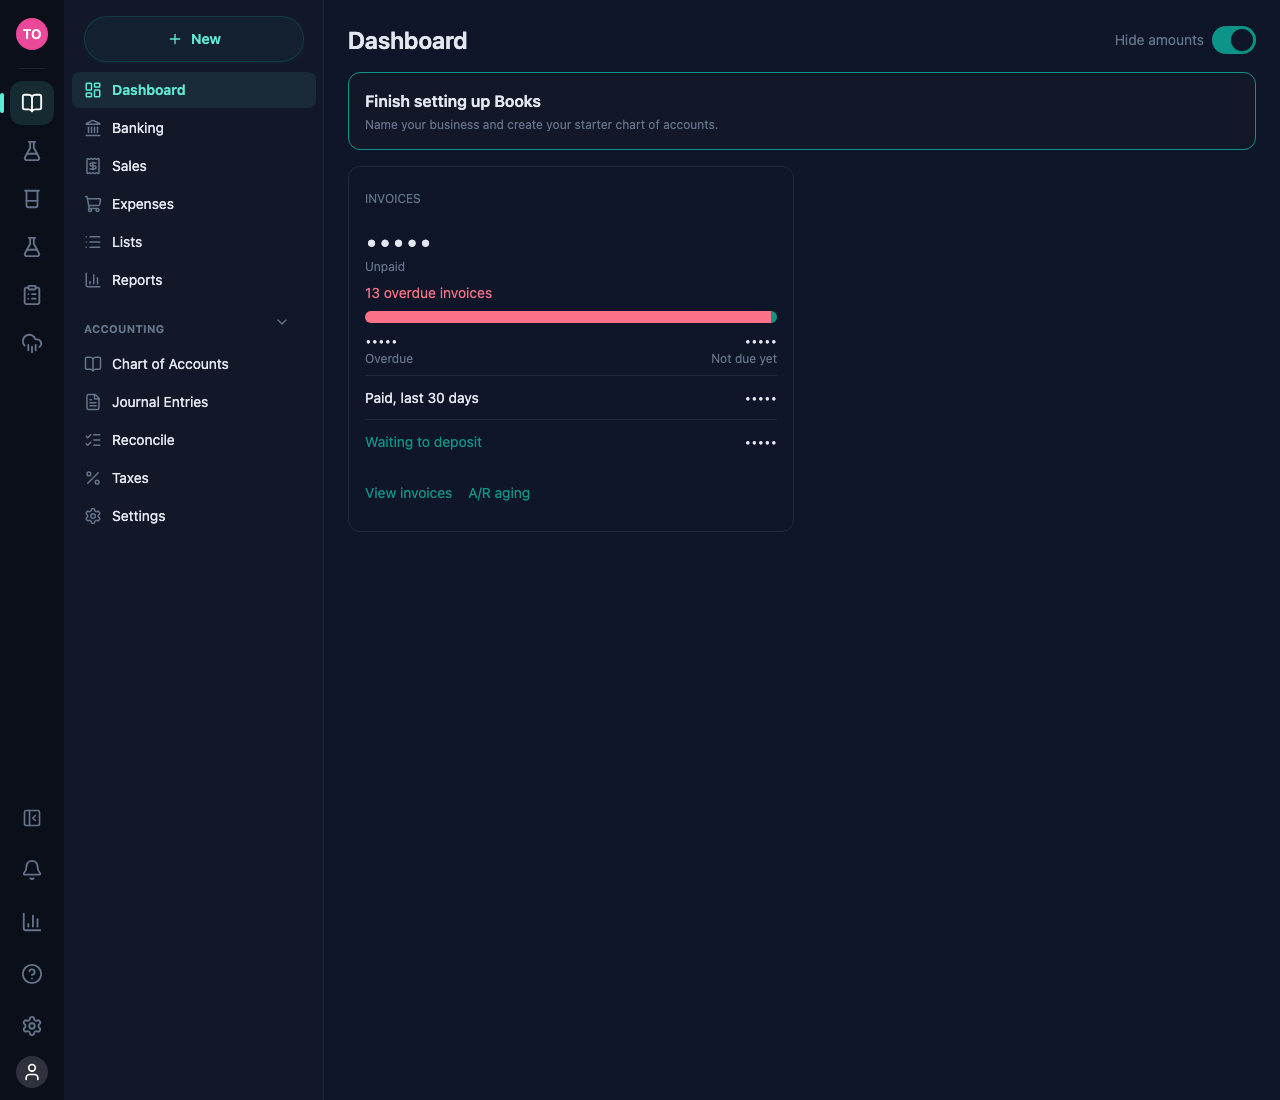 TO
New
Dashboard
Banking
Sales
Expenses
Lists
Reports
ACCOUNTING
Chart of Accounts
Journal Entries
Reconcile
Taxes
Settings
Dashboard
Hide amounts
Finish setting up Books
Name your business and create your starter chart of accounts.
INVOICES
•••••
Unpaid
13 overdue invoices
••••• •••••
Overdue Not due yet
Paid, last 30 days •••••
Waiting to deposit •••••
View invoices A/R aging